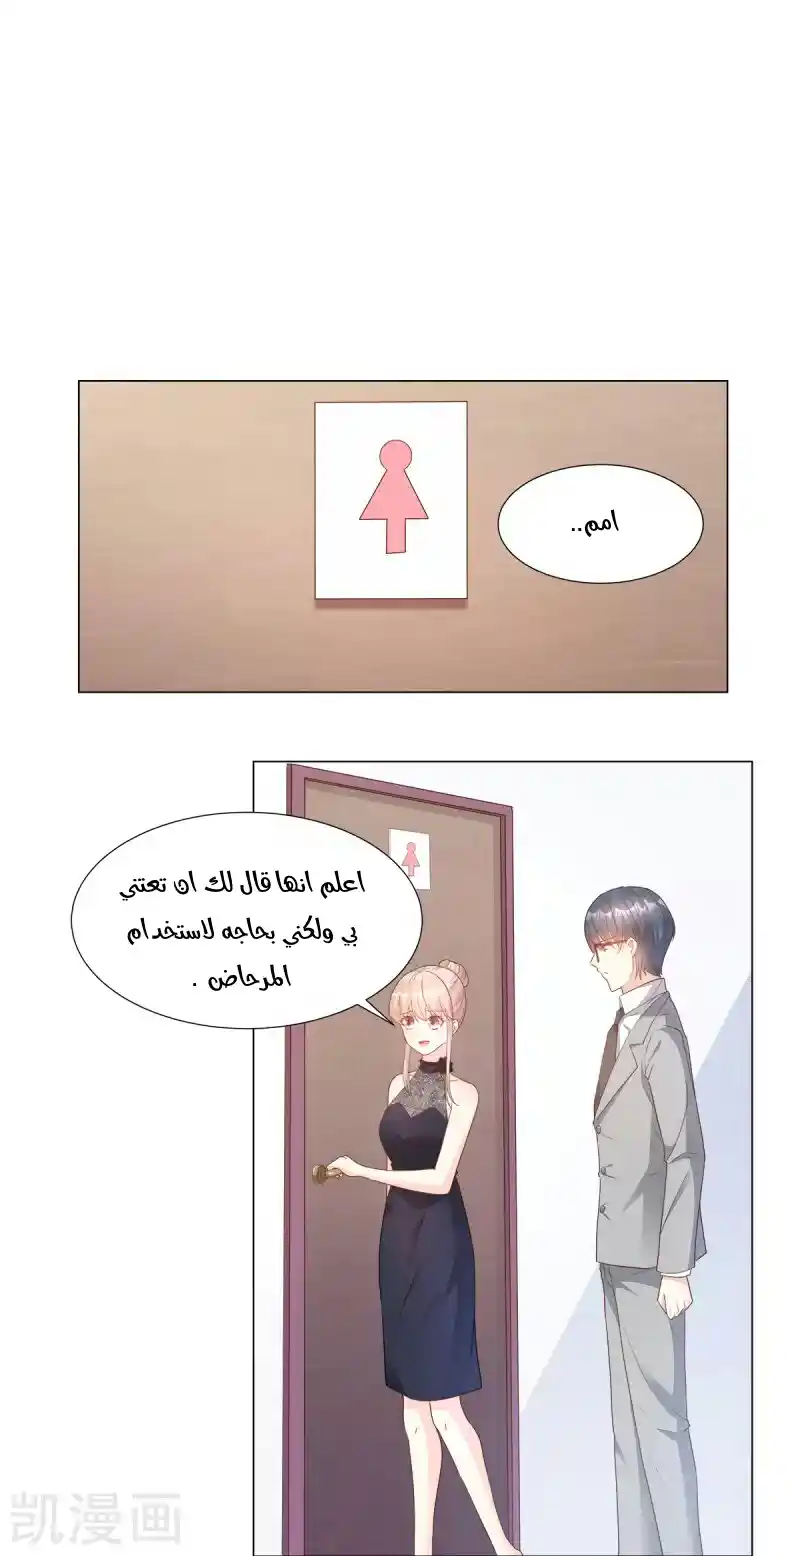 امم..
اعلم انها قال لك ان تعتني
بي ولكني بحاجه لاستخدام
المرحاض .
凯漫画